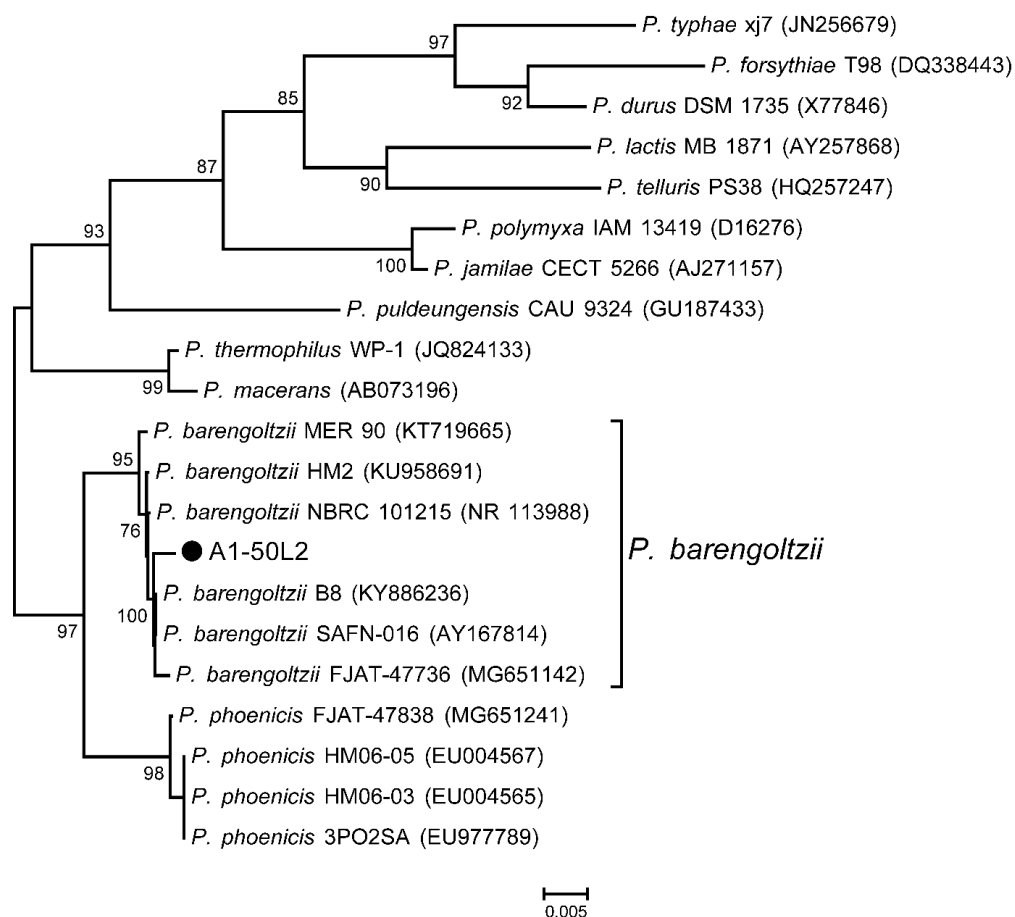 P. typhae xj7 (JN256679)
97
P. forsythiae T98 (DQ338443)
85
92
P. durus DSM 1735 (X77846)
P. lactis MB 1871 (AY257868)
87
90
P. telluris PS38 (HQ257247)
93
P. polymyxa IAM 13419 (D16276)
100
P. jamilae CECT 5266 (AJ271157)
P. puldeungensis CAU 9324 (GU187433)
P. thermophilus WP-1 (JQ824133)
99
P. macerans (AB073196)
P. barengoltzii MER 90 (KT719665)
95
P. barengoltzii HM2 (KU958691)
P. barengoltzii NBRC 101215 (NR 113988)
76
A1-50L2
P. barengoltzii
P. barengoltzii B8 (KY886236)
100
P. barengoltzii SAFN-016 (AY167814)
97
P. barengoltzii FJAT-47736 (MG651142)
P. phoenicis FJAT-47838 (MG651241)
P. phoenicis HM06-05 (EU004567)
98
P. phoenicis HM06-03 (EU004565)
P. phoenicis 3PO2SA (EU977789)
0.005